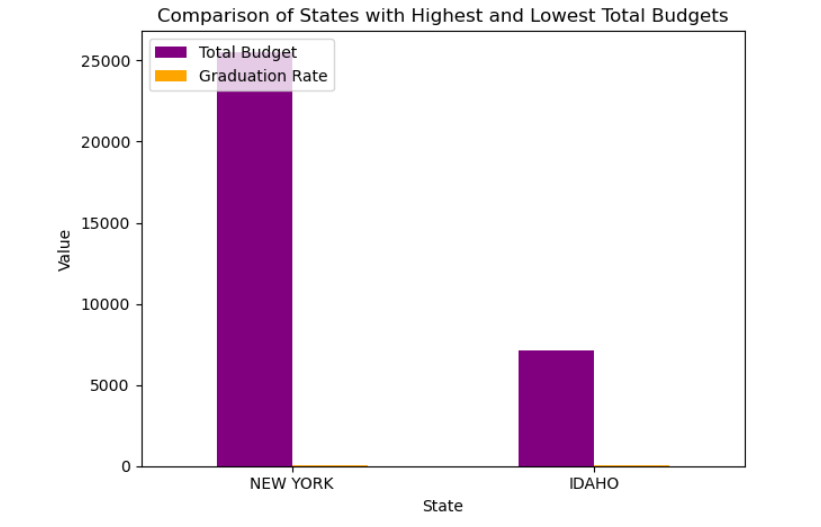 Comparison of States with Highest and Lowest Total Budgets
Total Budget
Graduation Rate
25000
20000
15000
10000
5000
0
Value
NEW YORK
IDAHO
State